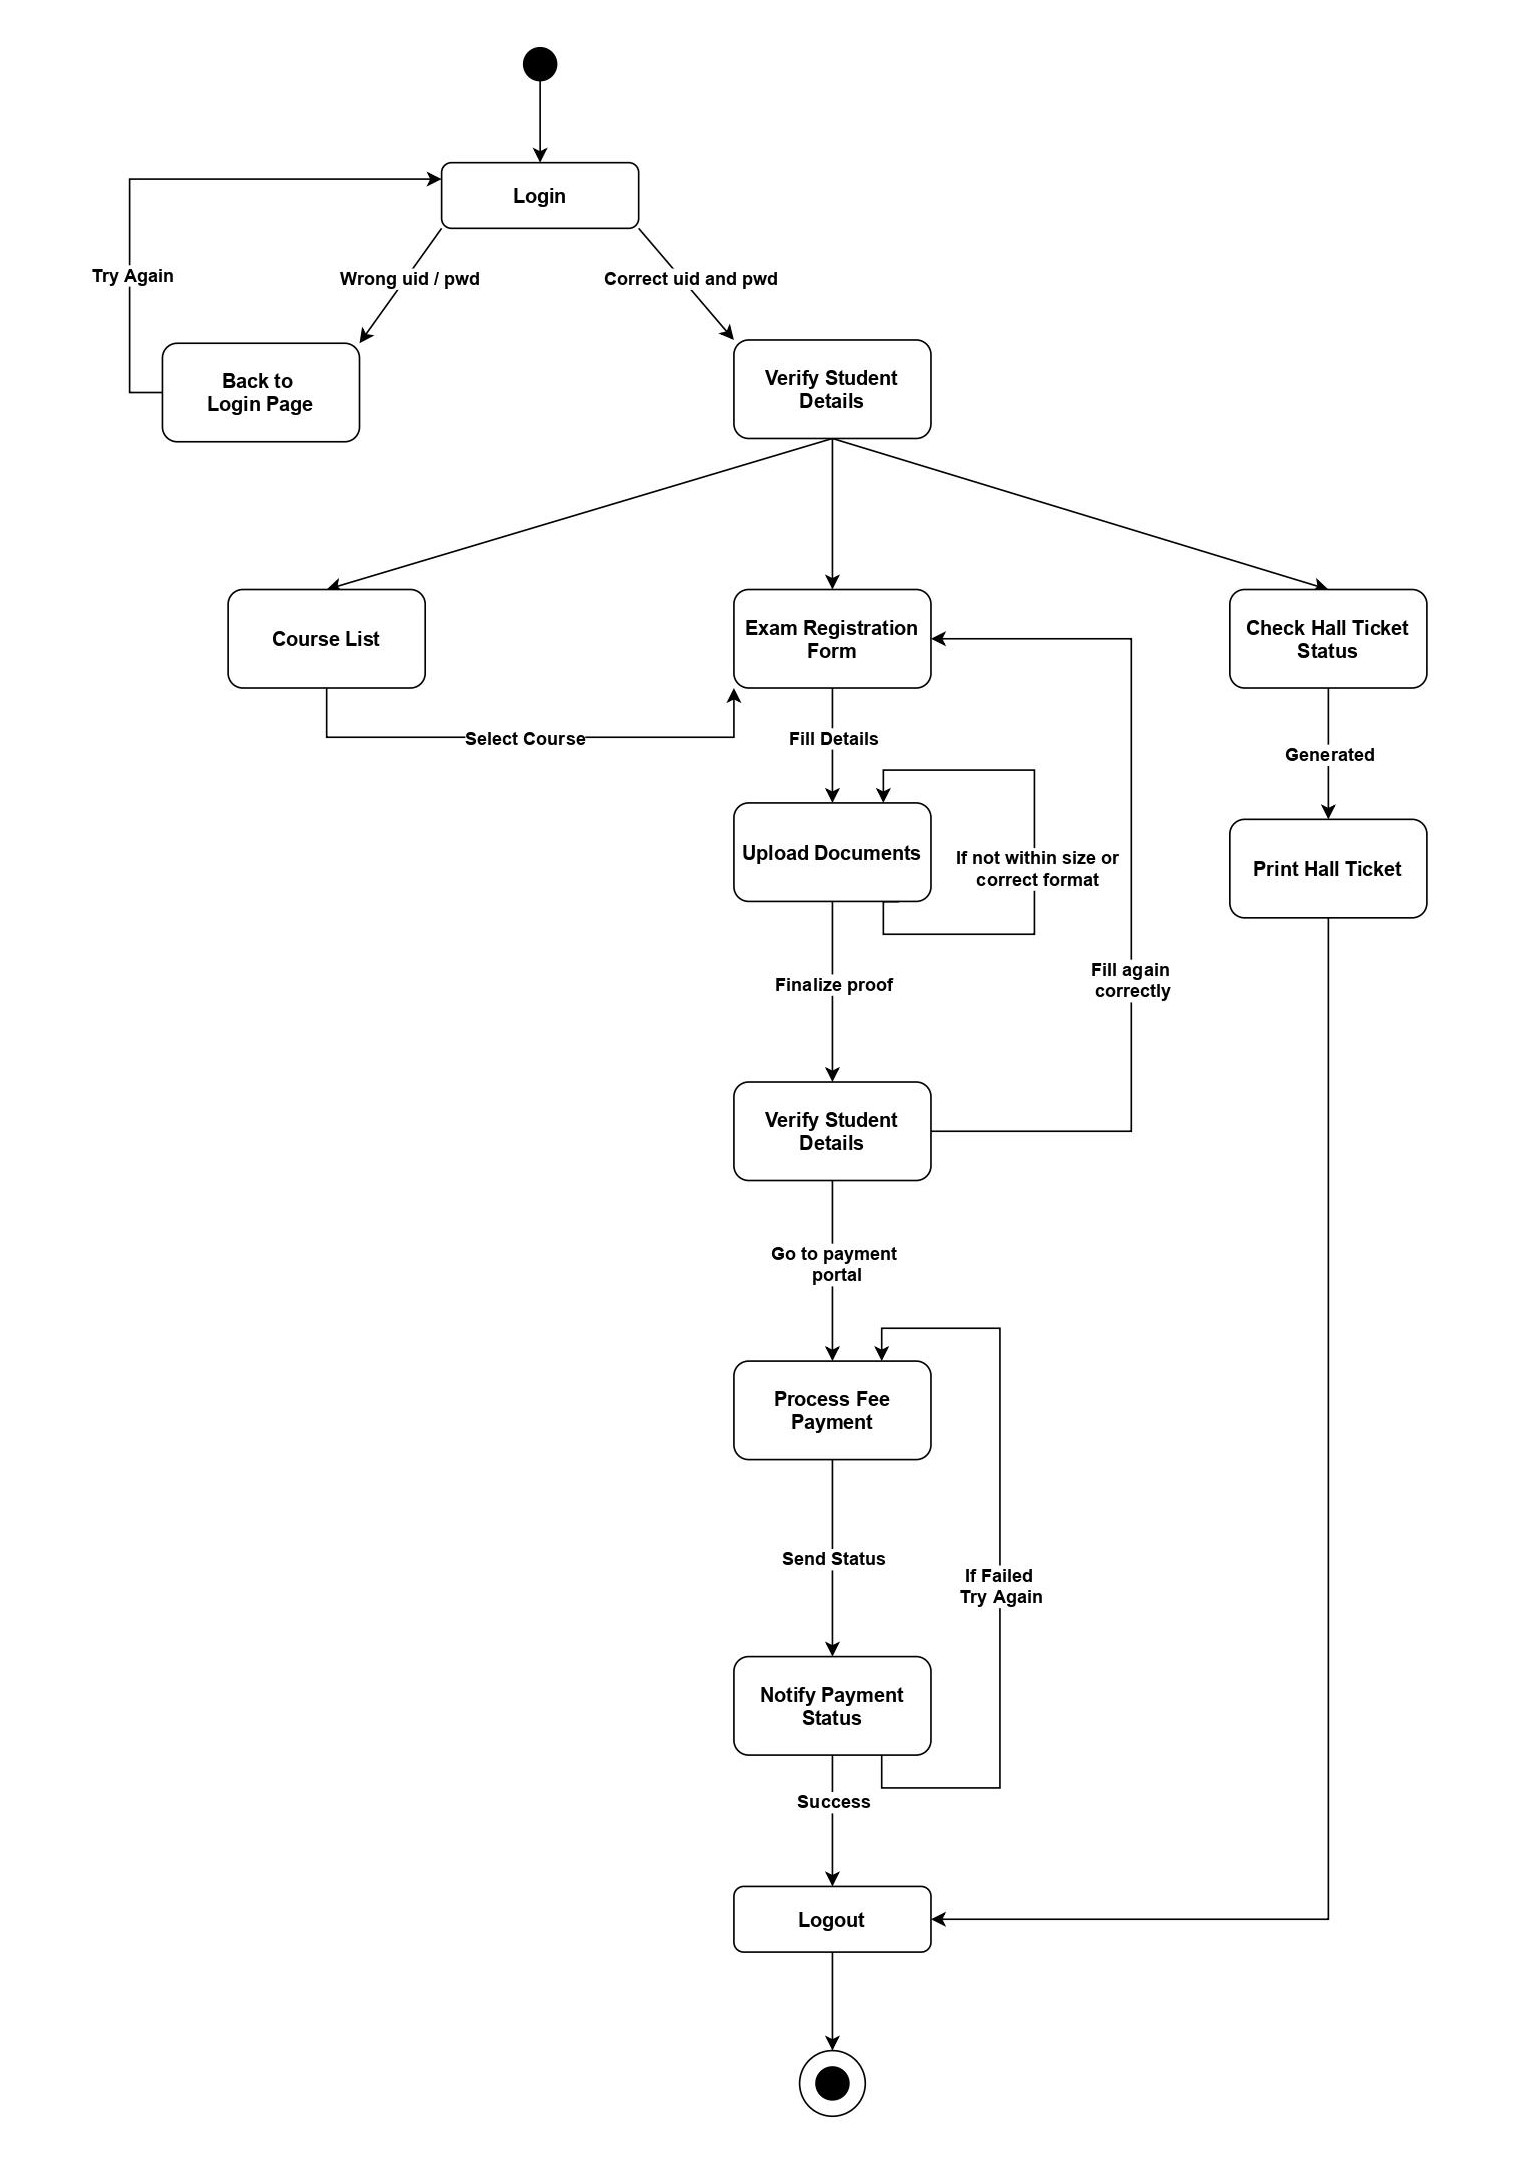 Login
Try Again
Wrong uid / pwd
Correct uid and pwd
Back to
Login Page
Verify Student
Details
Course List
Exam Registration
Form
Check Hall Ticket
Status
Select Course
Fill Details
Generated
Upload Documents
If not within size or
correct format
Print Hall Ticket
Finalize proof
Fill again
correctly
Verify Student
Details
Go to payment
portal
Process Fee
Payment
Send Status
If Failed
Try Again
Notify Payment
Status
Success
Logout